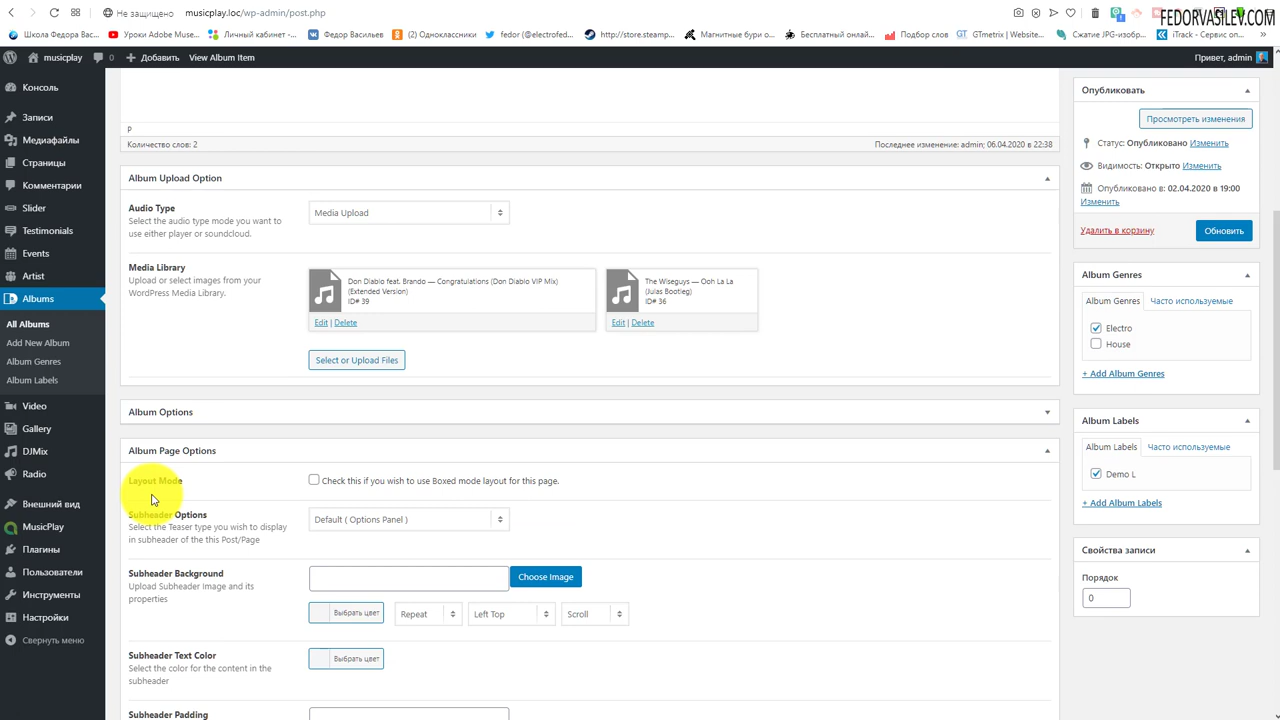 Не защищено musicplay.loc/wp-admin/post.php
FEDORVASILEV.COM
Школа Федора Вас... Уроки Adobe Muse... Личный кабинет -... Федор Васильев (2) Одноклассники fedor (@electrofed... http://store.steamp... Магнитные бури о... Бесплатный онлай... Подбор слов GTmetrix | Website... Сжатие JPG-изобр... iTrack - Сервис оп... »
musicplay 0 Добавить View Album Item Привет, admin
Консоль
Записи
Медиафайлы
Страницы
Комментарии
Slider
Testimonials
Events
Artist
Albums
All Albums
Add New Album
Album Genres
Album Labels
Video
Gallery
DJMix
Radio
Внешний вид
MusicPlay
Плагины
Пользователи
Инструменты
Настройки
Свернуть меню
P
Количество слов: 2 Последнее изменение: admin; 06.04.2020 в 22:38
Album Upload Option
Audio Type
Select the audio type mode you want to
use either player or soundcloud.
Media Upload
Media Library
Upload or select images from your
WordPress Media Library.
Don Diablo feat. Brando — Congratulations (Don Diablo VIP Mix)
(Extended Version)
ID# 39
Edit | Delete
The Wiseguys — Ooh La La
(Julas Bootleg)
ID# 36
Edit | Delete
Select or Upload Files
Album Options
Album Page Options
Layout Mode
Check this if you wish to use Boxed mode layout for this page.
Subheader Options
Select the Teaser type you wish to display
in subheader of the this Post/Page
Default ( Options Panel )
Subheader Background
Upload Subheader Image and its
properties
Choose Image
Выбрать цвет Repeat Left Top Scroll
Subheader Text Color
Select the color for the content in the
subheader
Выбрать цвет
Subheader Padding
Опубликовать
Просмотреть изменения
Статус: Опубликовано Изменить
Видимость: Открыто Изменить
Опубликовано в: 02.04.2020 в 19:00
Изменить
Удалить в корзину Обновить
Album Genres
Album Genres Часто используемые
Electro
House
+ Add Album Genres
Album Labels
Album Labels Часто используемые
Demo L
+ Add Album Labels
Свойства записи
Порядок
0